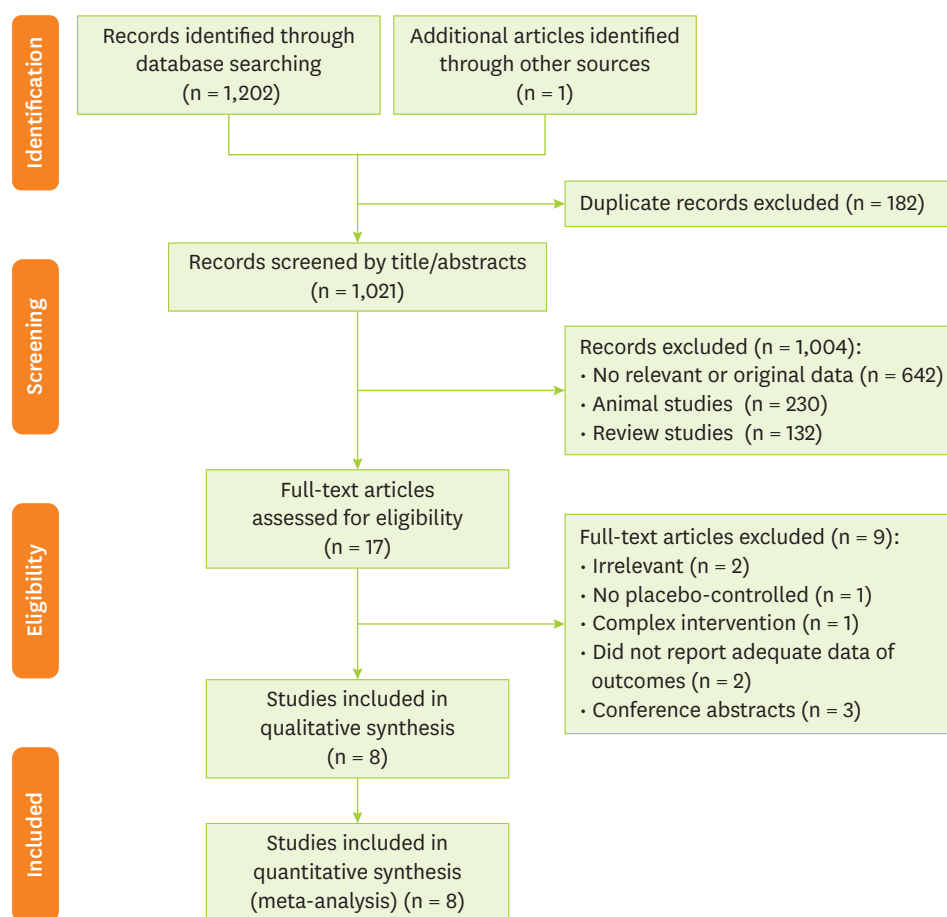 Identification
Records identified through
database searching
(n = 1,202)
Additional articles identified
through other sources
(n = 1)
Duplicate records excluded (n = 182)
Screening
Records screened by title/abstracts
(n = 1,021)
Records excluded (n = 1,004):
· No relevant or original data (n = 642)
· Animal studies (n = 230)
· Review studies (n = 132)
Eligibility
Full-text articles
assessed for eligibility
(n = 17)
Full-text articles excluded (n = 9):
· Irrelevant (n = 2)
· No placebo-controlled (n = 1)
· Complex intervention (n = 1)
· Did not report adequate data of
outcomes (n = 2)
· Conference abstracts (n = 3)
Studies included in
qualitative synthesis
(n = 8)
Included
Studies included in
quantitative synthesis
(meta-analysis) (n = 8)